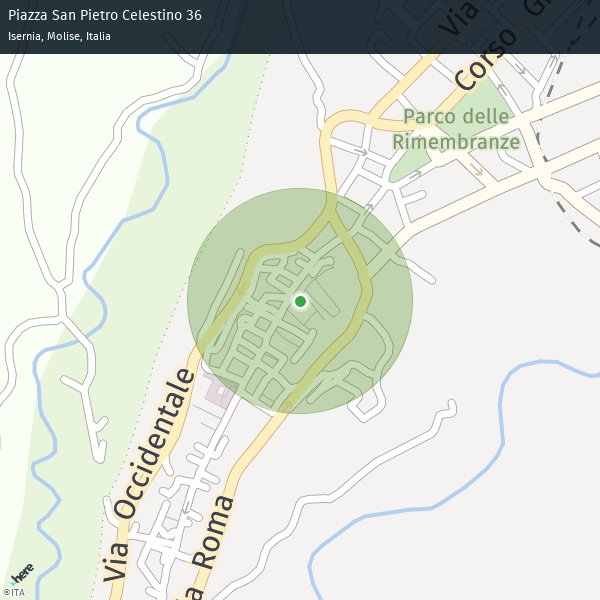 Piazza San Pietro Celestino 36
Isernia, Molise, Italia
Via
Corso
Parco delle
Rimembranze
Via Occidentale
Roma
here
©ITA